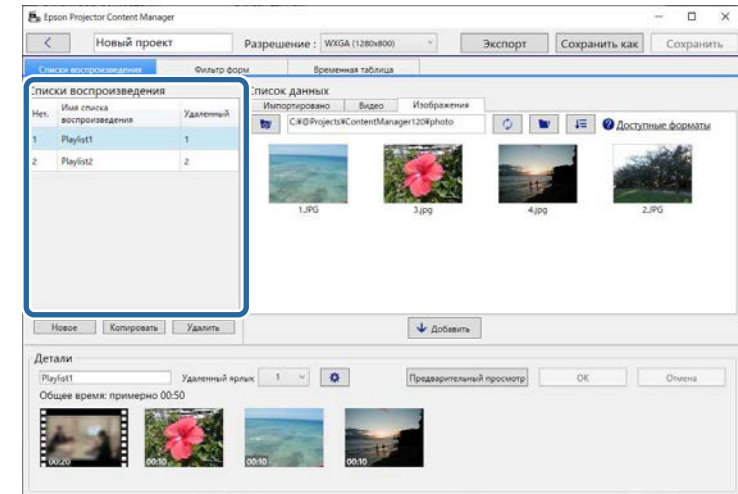 Epson Projector Content Manager
Новый проект
Разрешение :
WXGA (1280x800)
Экспорт
Сохранить как
Сохранить
Списки воспроизведения
Фильтр форм
Временная таблица
Списки воспроизведения
Нет.
Имя списка
воспроизведения
Удаленный
1
Playlist1
1
2
Playlist2
2
Список данных
Импортировано
Видео
Изображения
C:¥@Projects¥ContentManager120¥photo
Доступные форматы
1.JPG
3.jpg
4.jpg
2.JPG
Новое
Копировать
Удалить
Добавить
Детали
Playlist1
Удаленный ярлык
1
Предварительный просмотр
OK
Отмена
Общее время: примерно 00:50
00:20
00:10
00:10
00:10